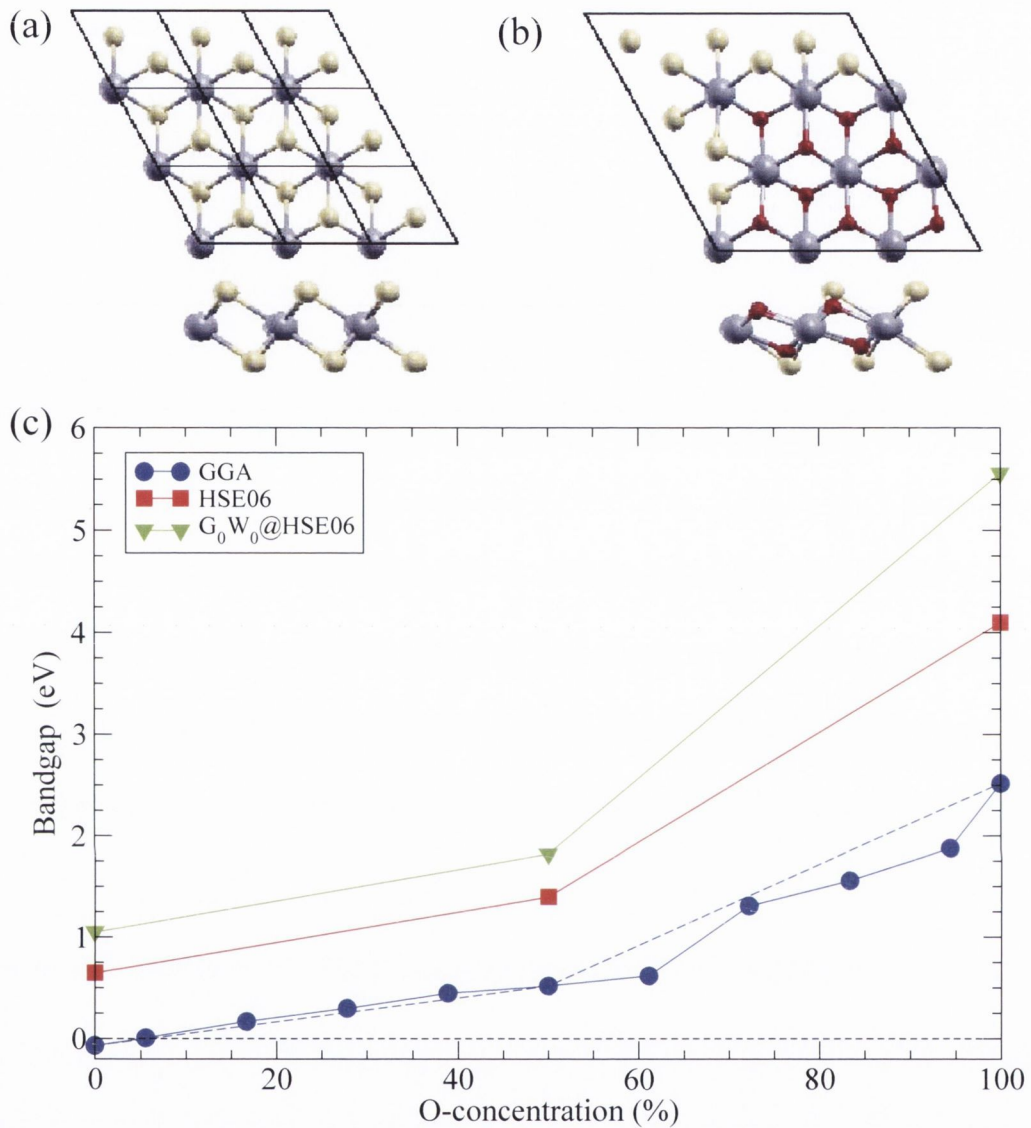 (a)
(b)
(c)
6
5
4
3
2
1
0
Bandgap (eV)
GGA
HSE06
G₀W₀@HSE06
0 20 40 60 80 100
O-concentration (%)